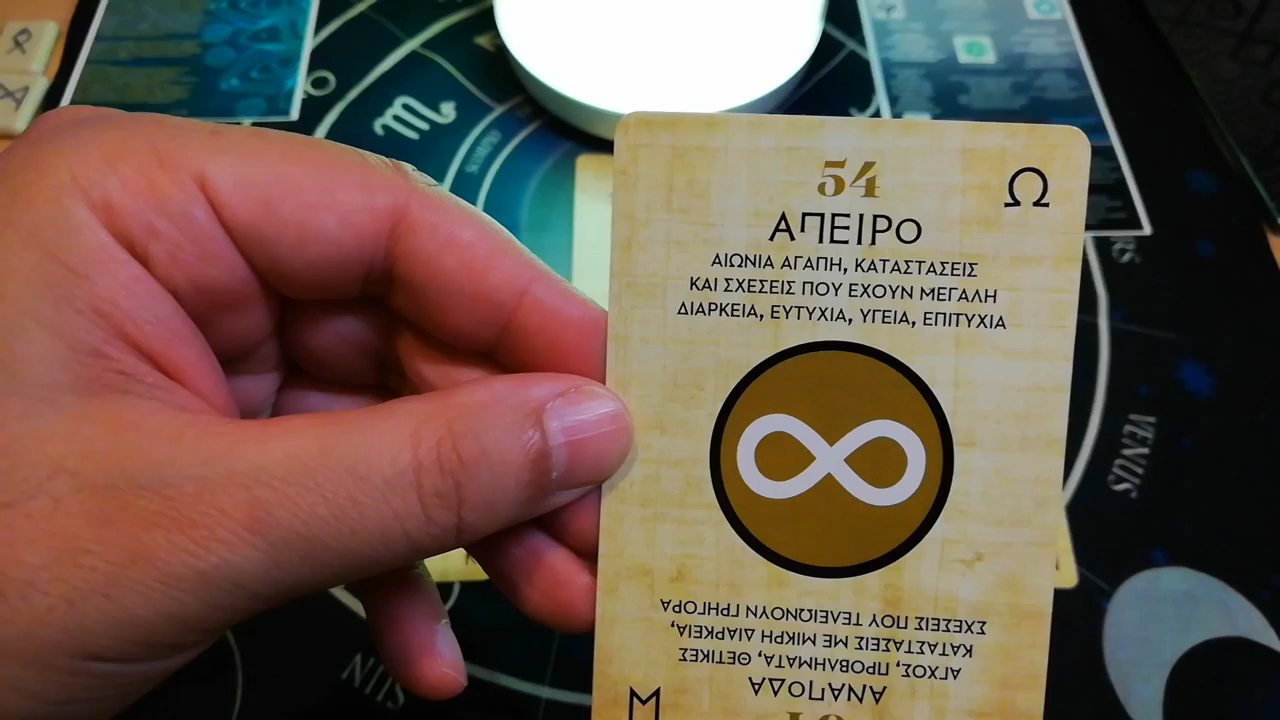 54
Ω
ΑΠΕΙΡΟ
ΑΙΩΝΙΑ ΑΓΑΠΗ, ΚΑΤΑΣΤΑΣΕΙΣ
ΚΑΙ ΣΧΕΣΕΙΣ ΠΟΥ ΕΧΟΥΝ ΜΕΓΑΛΗ
ΔΙΑΡΚΕΙΑ, ΕΥΤΥΧΙΑ, ΥΓΕΙΑ, ΕΠΙΤΥΧΙΑ
ΑΝΑΠΟΔΑ
ΑΓΧΟΣ, ΠΡΟΒΛΗΜΑΤΑ, ΘΕΤΙΚΕΣ
ΚΑΤΑΣΤΑΣΕΙΣ ΜΕ ΜΙΚΡΗ ΔΙΑΡΚΕΙΑ,
ΣΧΕΣΕΙΣ ΠΟΥ ΤΕΛΕΙΩΝΟΥΝ ΓΡΗΓΟΡΑ
VENUS
SCORPIO